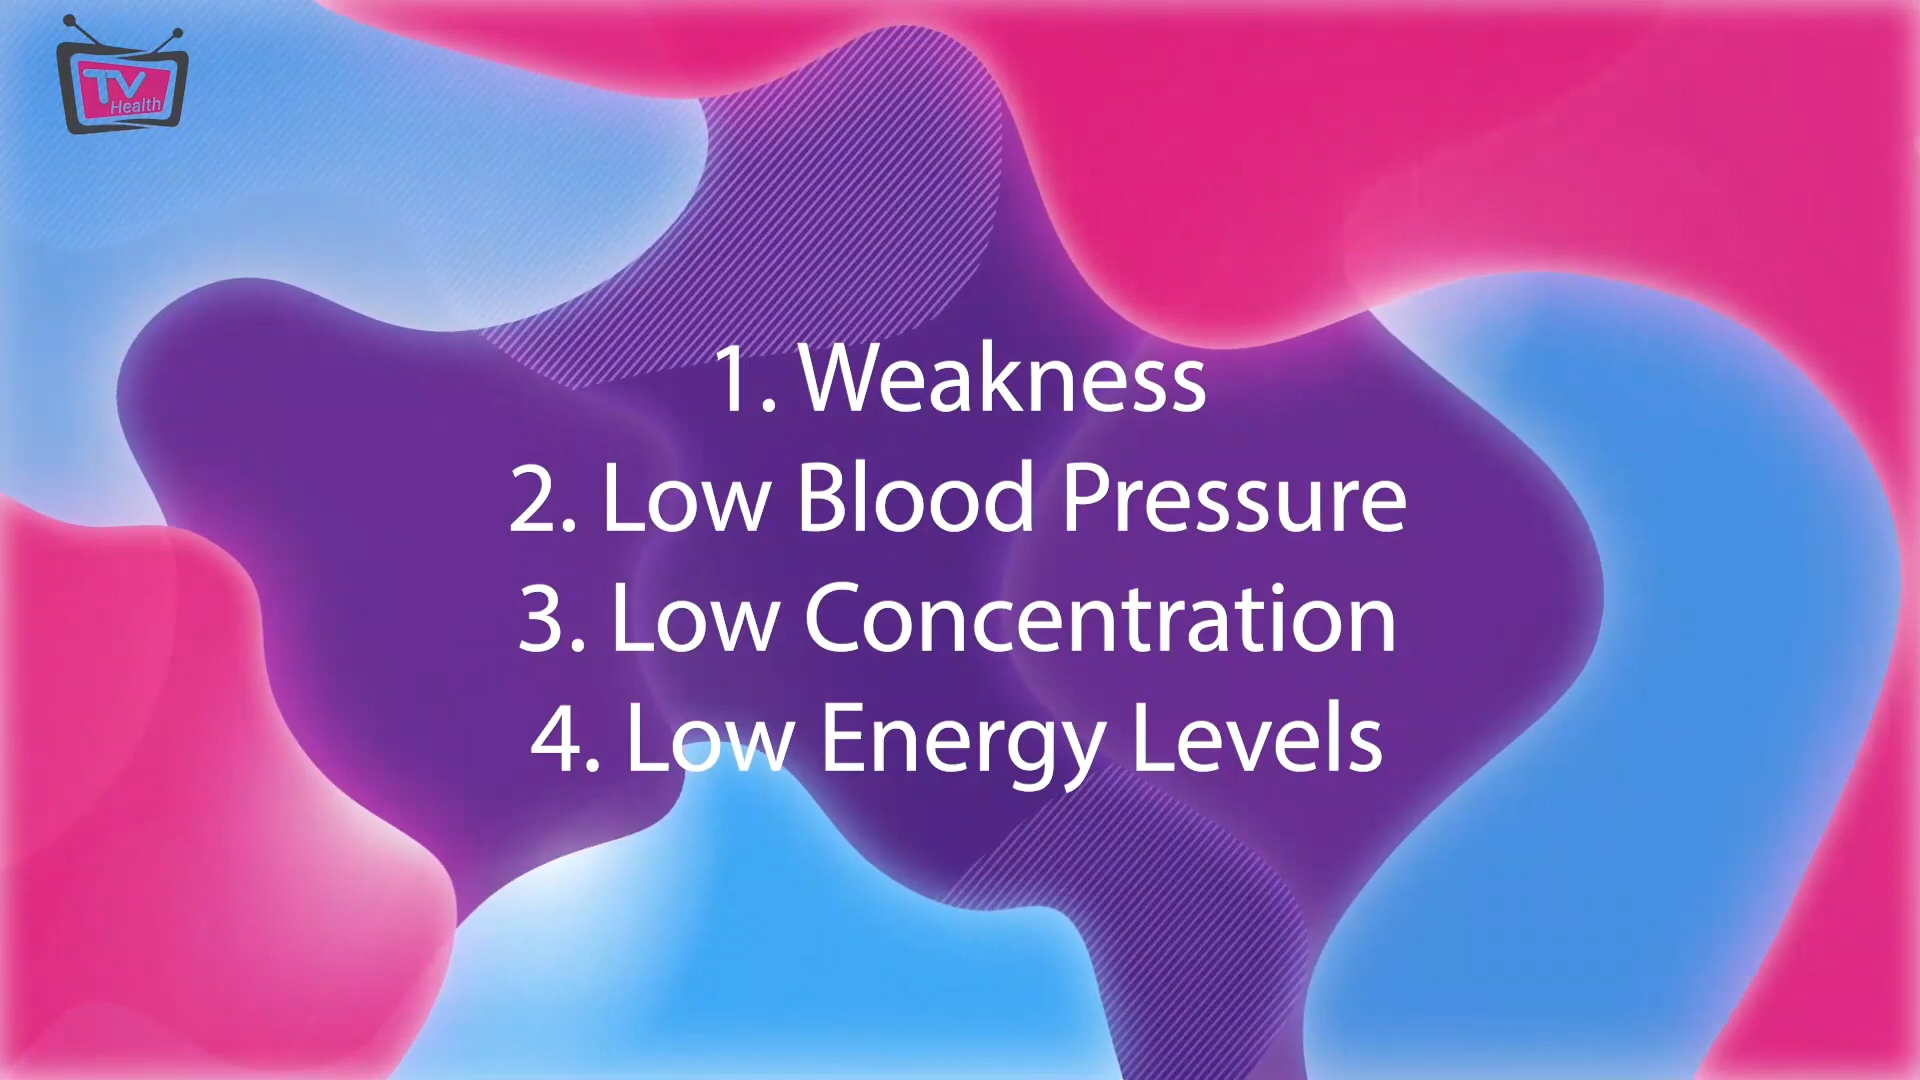 TV
Health
1. Weakness
2. Low Blood Pressure
3. Low Concentration
4. Low Energy Levels